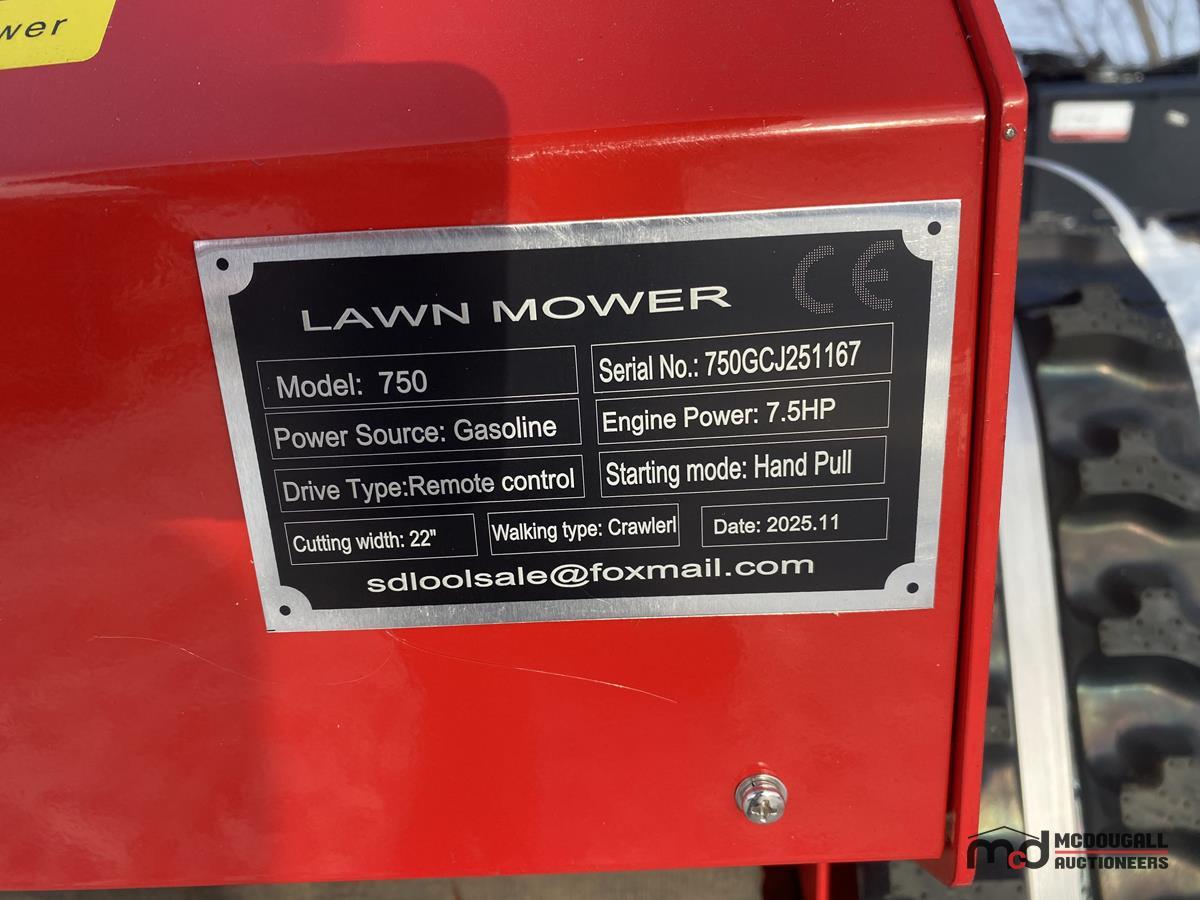 wer
LAWN MOWER
CE
Model: 750
Serial No.: 750GCJ251167
Power Source: Gasoline
Engine Power: 7.5HP
Drive Type:Remote control
Starting mode: Hand Pull
Cutting width: 22"
Walking type: Crawlerl
Date: 2025.11
sdloolsale@foxmail.com
mcd MCDOUGALL
AUCTIONEERS